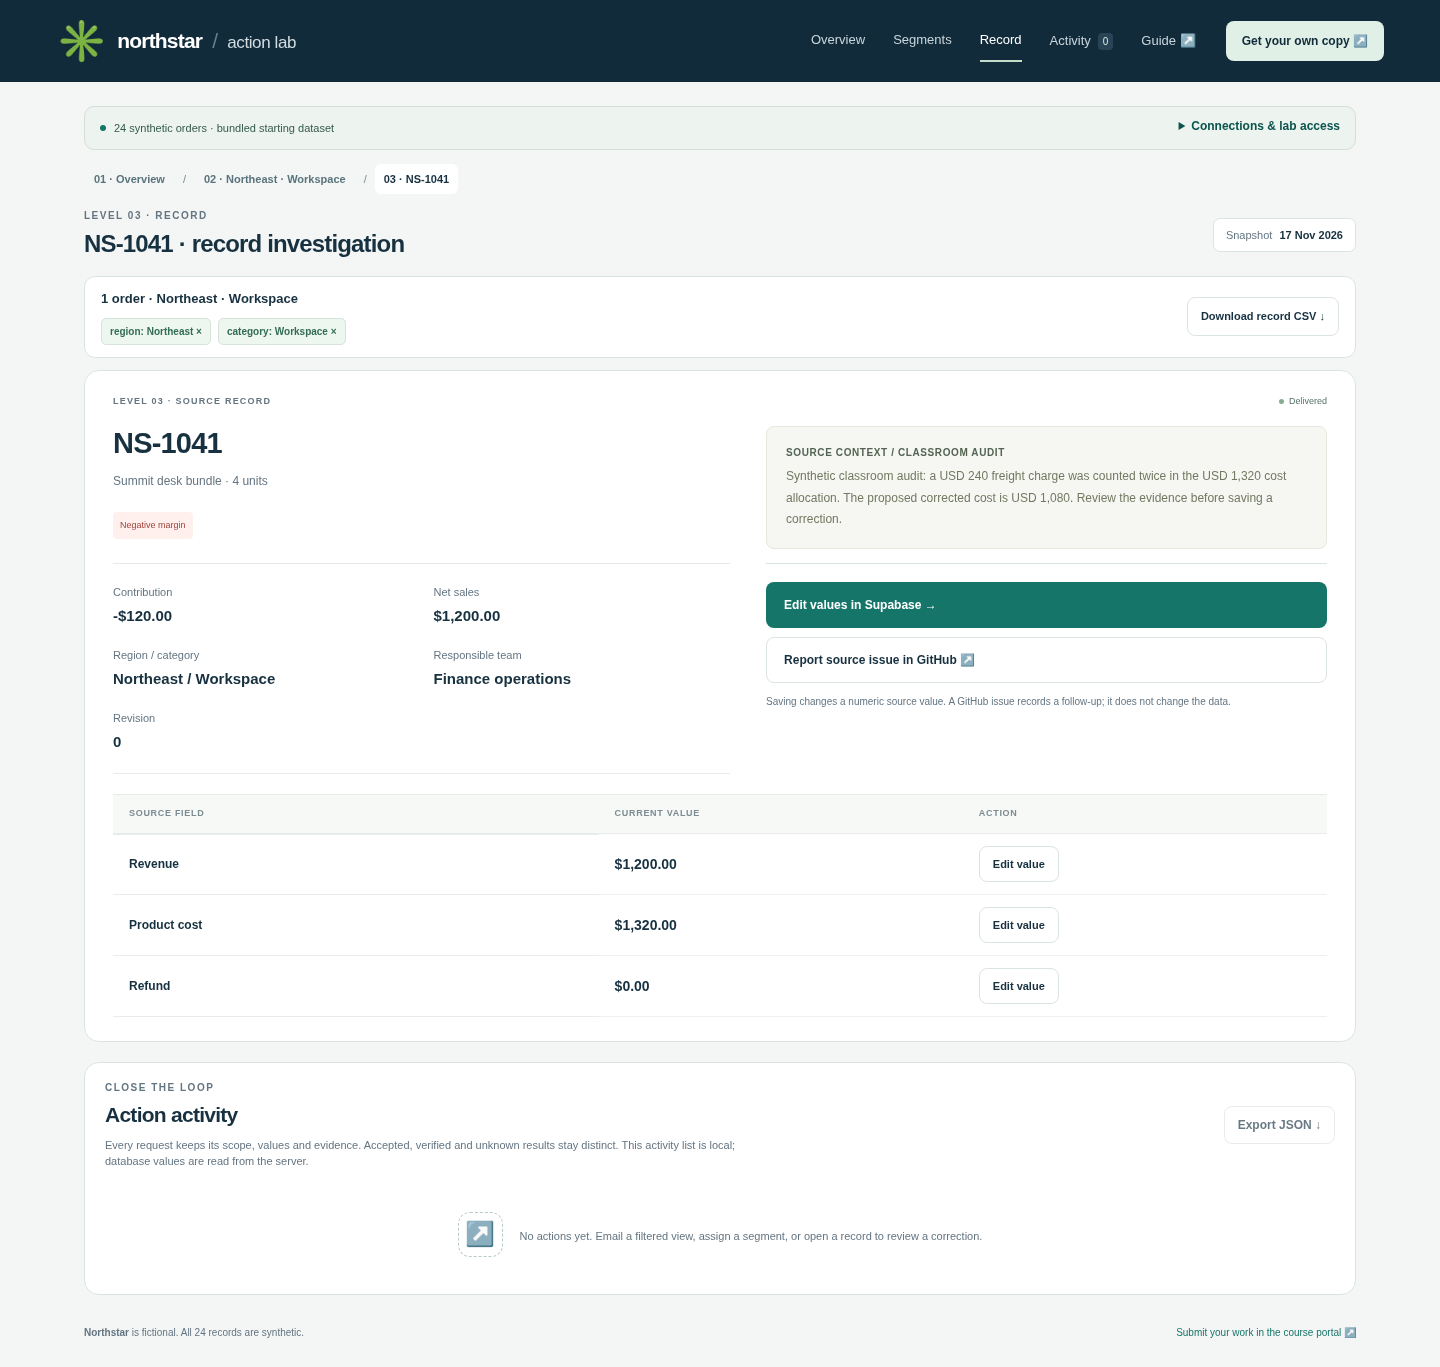 northstar / action lab
Overview Segments Record Activity 0 Guide ↗ Get your own copy ↗
24 synthetic orders · bundled starting dataset
▶ Connections & lab access
01 · Overview / 02 · Northeast · Workspace / 03 · NS-1041
LEVEL 03 · RECORD
NS-1041 · record investigation
Snapshot 17 Nov 2026
1 order · Northeast · Workspace
region: Northeast × category: Workspace ×
Download record CSV ↓
LEVEL 03 · SOURCE RECORD
Delivered
NS-1041
Summit desk bundle · 4 units
Negative margin
SOURCE CONTEXT / CLASSROOM AUDIT
Synthetic classroom audit: a USD 240 freight charge was counted twice in the USD 1,320 cost
allocation. The proposed corrected cost is USD 1,080. Review the evidence before saving a
correction.
Contribution
-$120.00
Net sales
$1,200.00
Region / category
Northeast / Workspace
Responsible team
Finance operations
Revision
0
Edit values in Supabase →
Report source issue in GitHub ↗
Saving changes a numeric source value. A GitHub issue records a follow-up; it does not change the data.
SOURCE FIELD CURRENT VALUE ACTION
Revenue $1,200.00 Edit value
Product cost $1,320.00 Edit value
Refund $0.00 Edit value
CLOSE THE LOOP
Action activity
Every request keeps its scope, values and evidence. Accepted, verified and unknown results stay distinct. This activity list is local;
database values are read from the server.
Export JSON ↓
↗ No actions yet. Email a filtered view, assign a segment, or open a record to review a correction.
Northstar is fictional. All 24 records are synthetic.
Submit your work in the course portal ↗